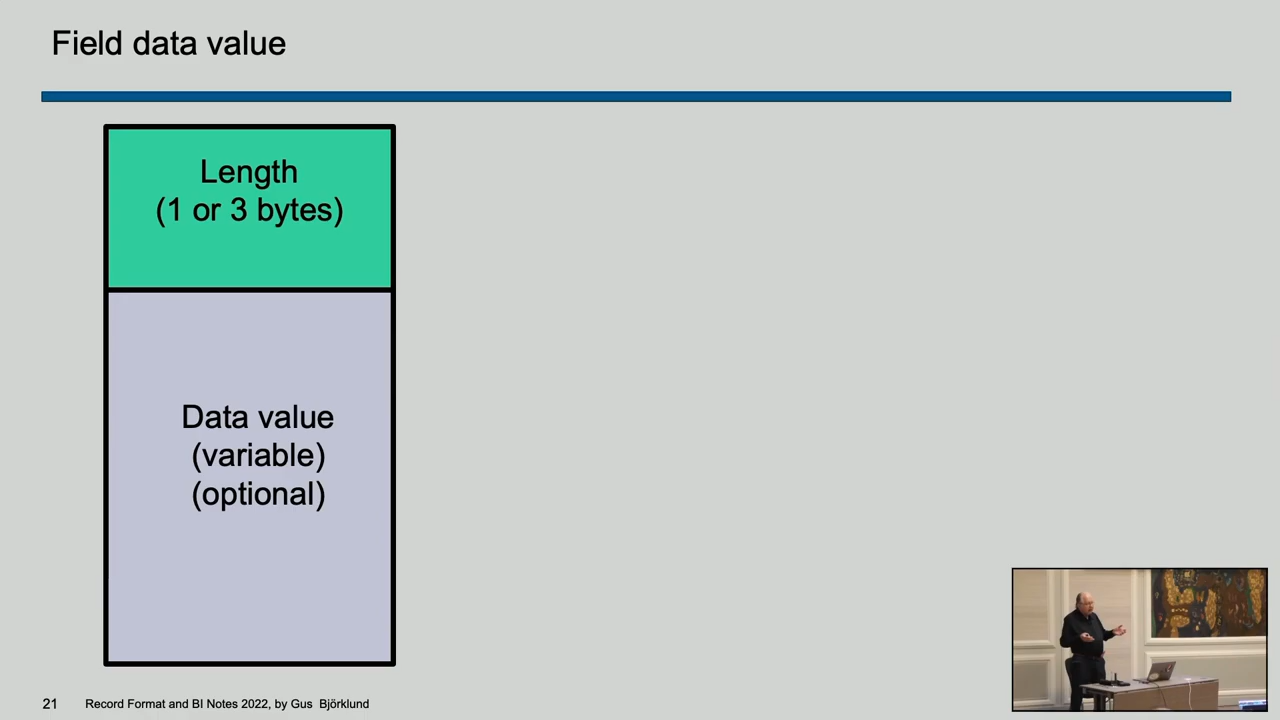 Field data value
Length
(1 or 3 bytes)
Data value
(variable)
(optional)
21 Record Format and BI Notes 2022, by Gus Björklund